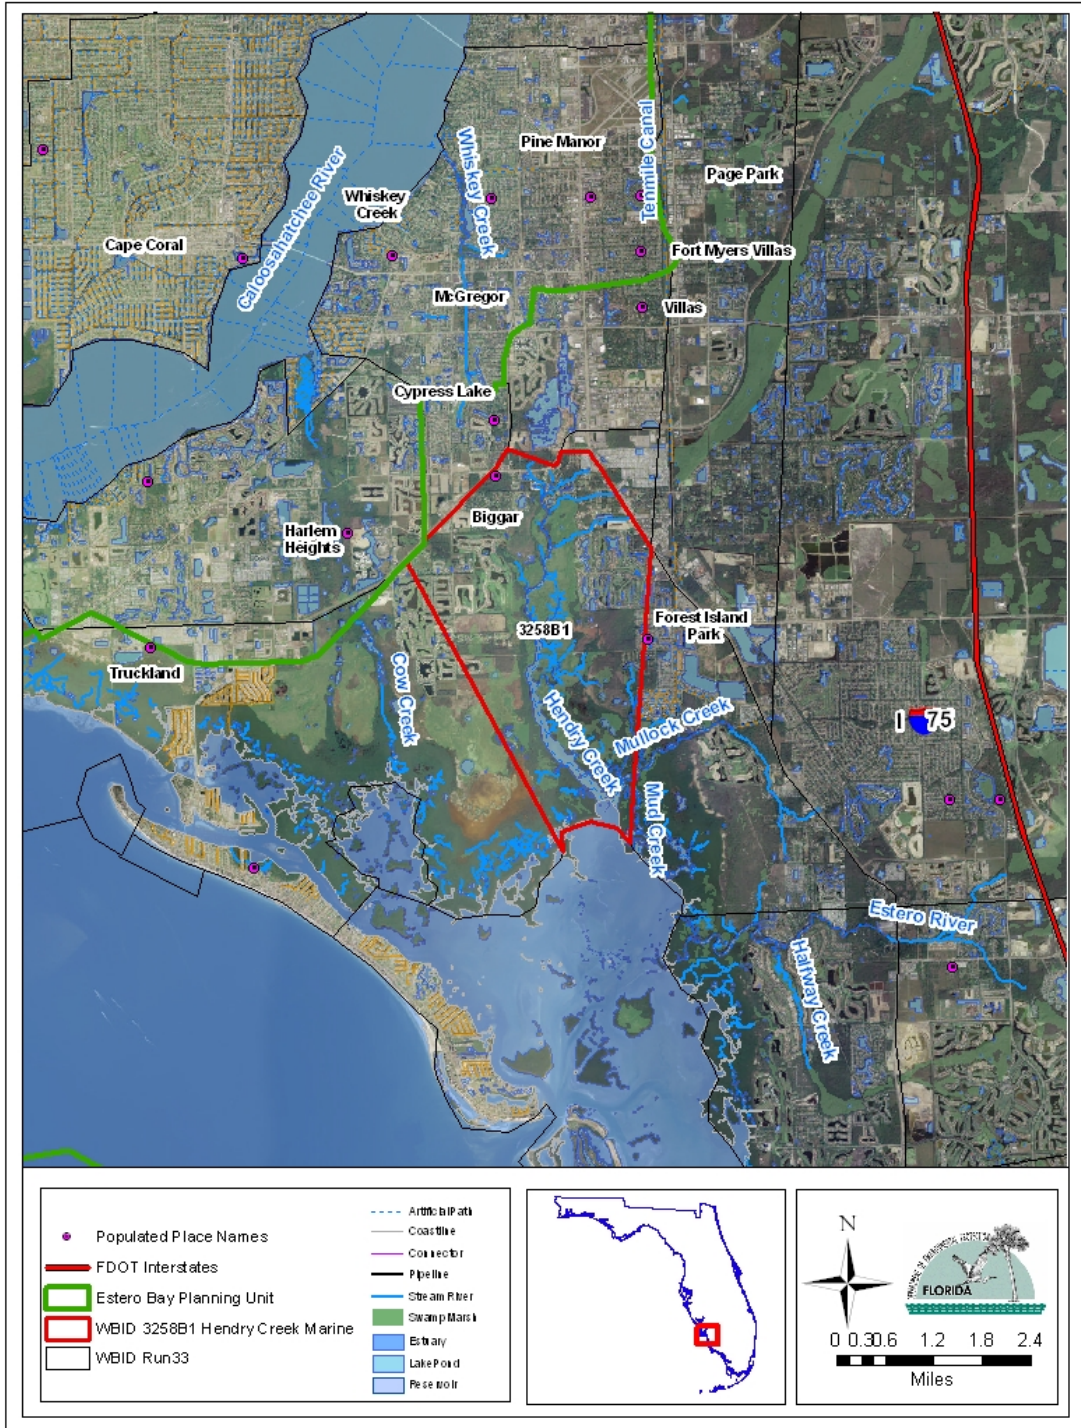 Pine Manor
Whiskey Creek
Tenmile Canal
Page Park
Whiskey
Creek
Caloosahatchee River
Cape Coral
Fort Myers Villas
McGregor
Villas
Cypress Lake
Biggar
Harlem
Heights
3258B1
Forest Island
Park
Truckland
Cow Creek
Hendry Creek
Mullock Creek
I 75
Mud Creek
Estero River
Halfway Creek
Populated Place Names
FDOT Interstates
Estero Bay Planning Unit
WBID 3258B1 Hendry Creek Marine
WBID Run33
Artificial Path
Coastline
Connector
Pipeline
Stream River
Swamp Marsh
Estuary
Lake Pond
Reservoir
N
FLORIDA
0 0.30.6 1.2 1.8 2.4
Miles